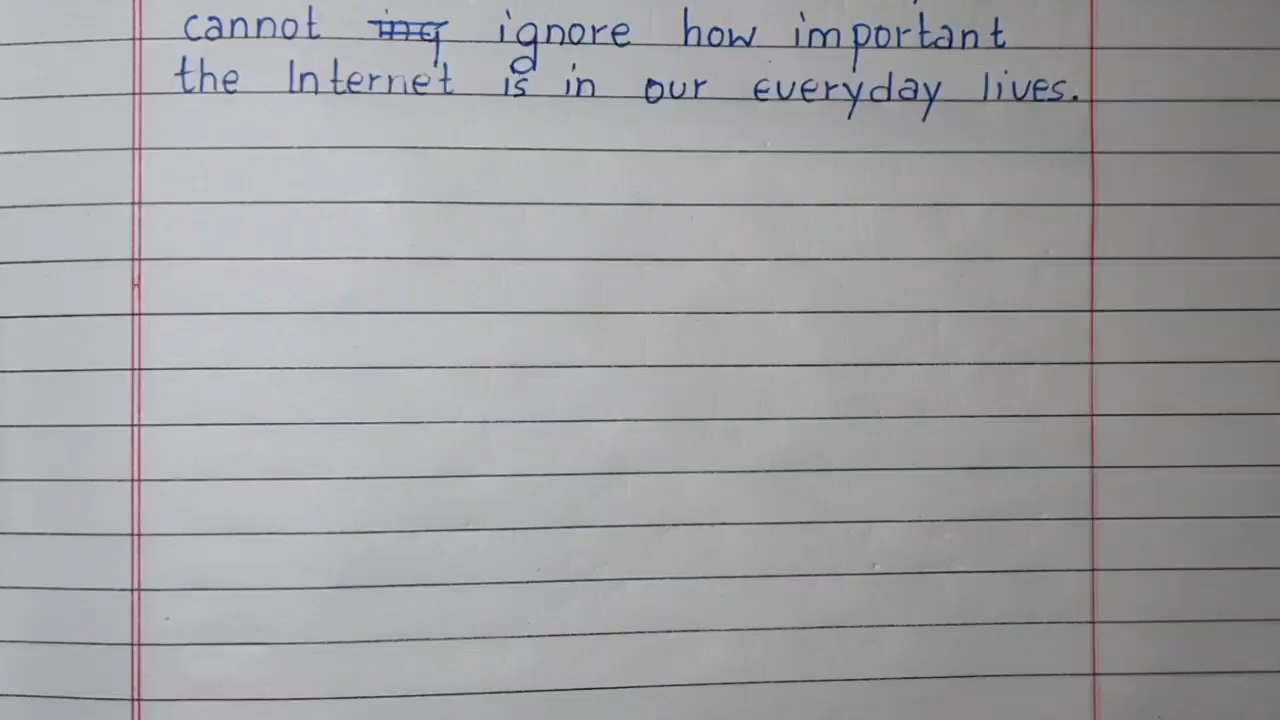 cannot ignore how important
the Internet is in our everyday lives.